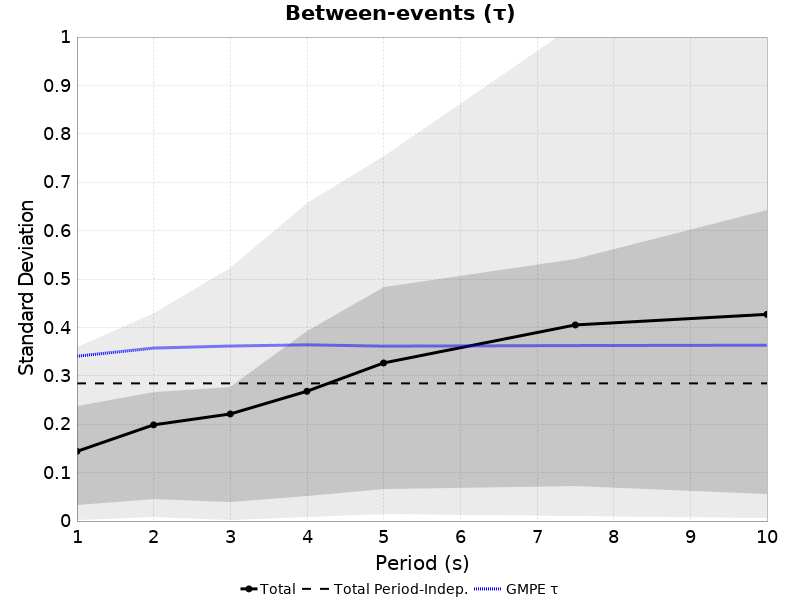 Between-events (τ)
1
0.9
0.8
0.7
0.6
0.5
0.4
0.3
0.2
0.1
0
Standard Deviation
1 2 3 4 5 6 7 8 9 10
Period (s)
Total Total Period-Indep. GMPE τ